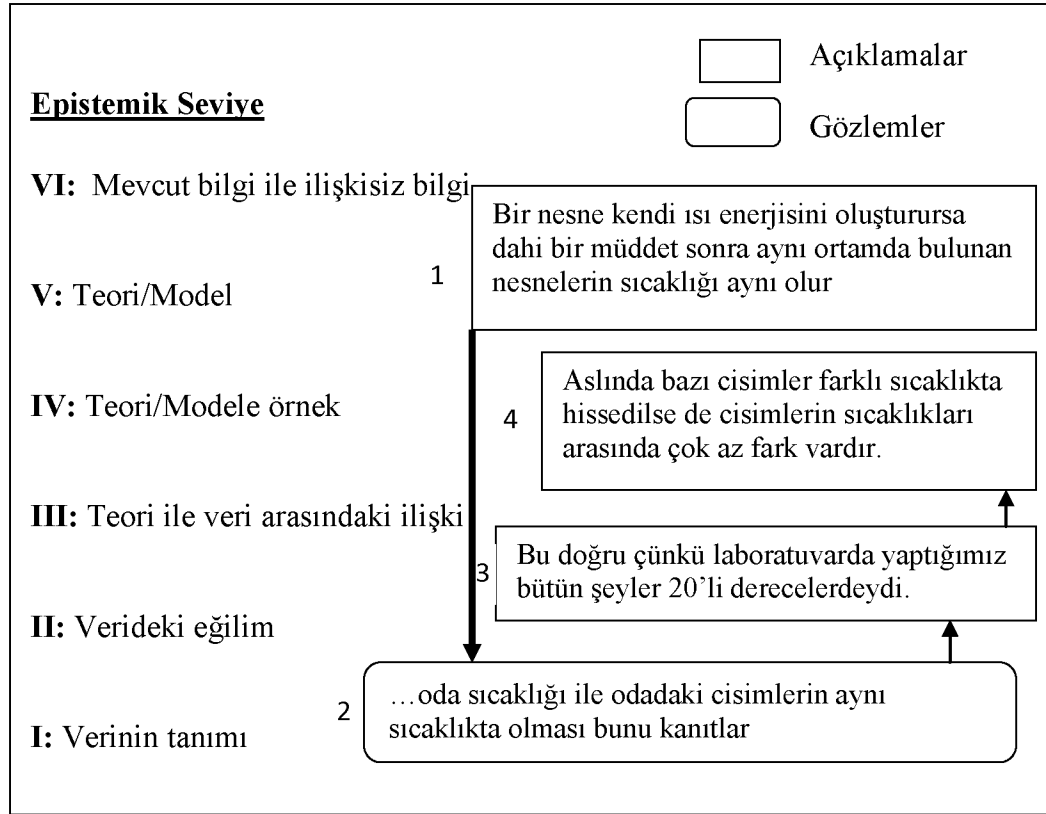 Açıklamalar
Epistemik Seviye
Gözlemler
VI: Mevcut bilgi ile ilişkisiz bilgi
Bir nesne kendi ısı enerjisini oluşturursa
dahi bir müddet sonra aynı ortamda bulunan
nesnelerin sıcaklığı aynı olur
1
V: Teori/Model
Aslında bazı cisimler farklı sıcaklıkta
hissedilse de cisimlerin sıcaklıkları
arasında çok az fark vardır.
4
IV: Teori/Modele örnek
III: Teori ile veri arasındaki ilişki
Bu doğru çünkü laboratuvarda yaptığımız
bütün şeyler 20’li derecelerdeydi.
3
II: Verideki eğilim
…oda sıcaklığı ile odadaki cisimlerin aynı
sıcaklıkta olması bunu kanıtlar
2
I: Verinin tanımı